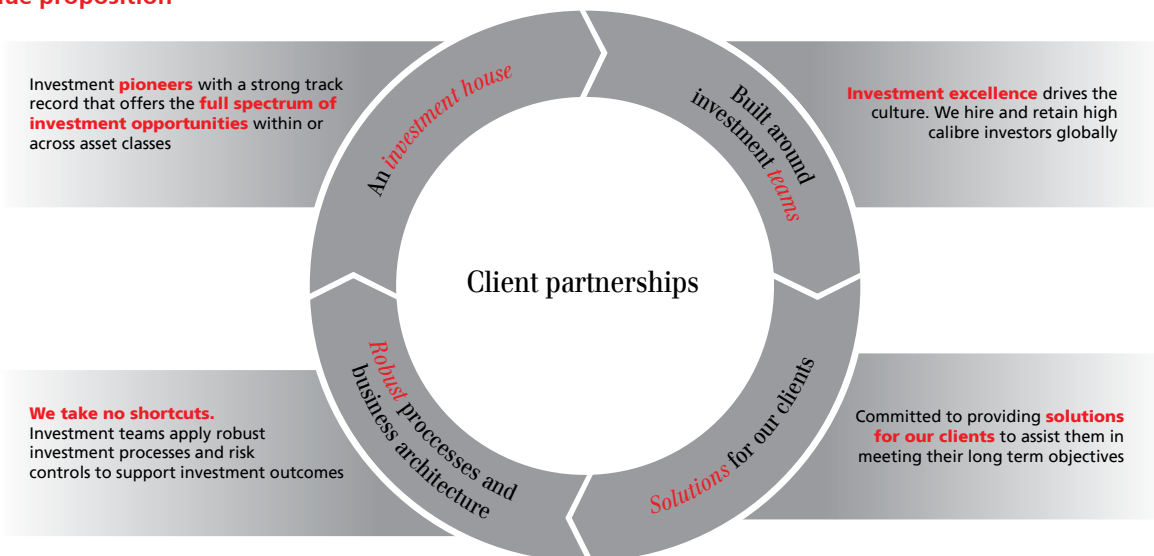 proposition
Investment pioneers with a strong track
record that offers the full spectrum of
investment opportunities within or
across asset classes
An investment house
Built around
investment teams
Investment excellence drives the
culture. We hire and retain high
calibre investors globally
Client partnerships
We take no shortcuts.
Investment teams apply robust
investment processes and risk
controls to support investment outcomes
Robust proccesses and
business architecture
Solutions for our clients
Committed to providing solutions
for our clients to assist them in
meeting their long term objectives